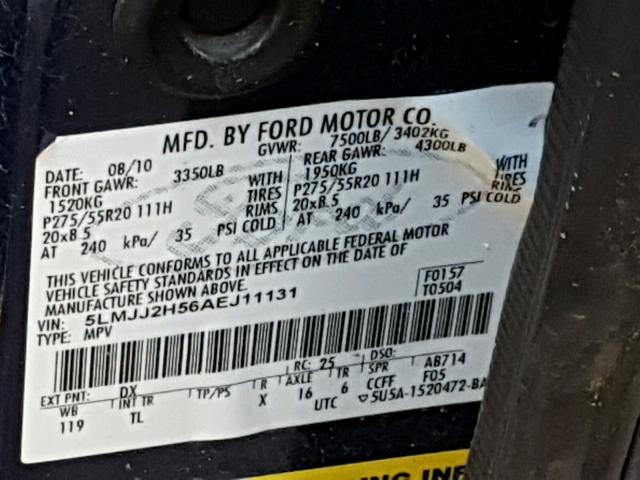 MFD. BY FORD MOTOR CO.
DATE: 08/10 GVWR: 7500LB/ 3402KG
FRONT GAWR: 3350LB REAR GAWR: 4300LB
1520KG WITH 1950KG WITH
P275/55R20 111H TIRES P275/55R20 111H TIRES
20x8.5 RIMS 20x8.5 RIMS
AT 240 kPa/ 35 PSI COLD AT 240 kPa/ 35 PSI COLD
THIS VEHICLE CONFORMS TO ALL APPLICABLE FEDERAL MOTOR
VEHICLE SAFETY STANDARDS IN EFFECT ON THE DATE OF
MANUFACTURE SHOWN ABOVE.
F0157
VIN: 5LMJJ2H56AEJ11131 T0504
TYPE: MPV
EXT PNT: DX RC: 25 DSO: AB714
WB INT TR TP/PS R AXLE TR SPR F05
119 TL X 16 6 CCFF
UTC ▽5U5A-1520472-BA